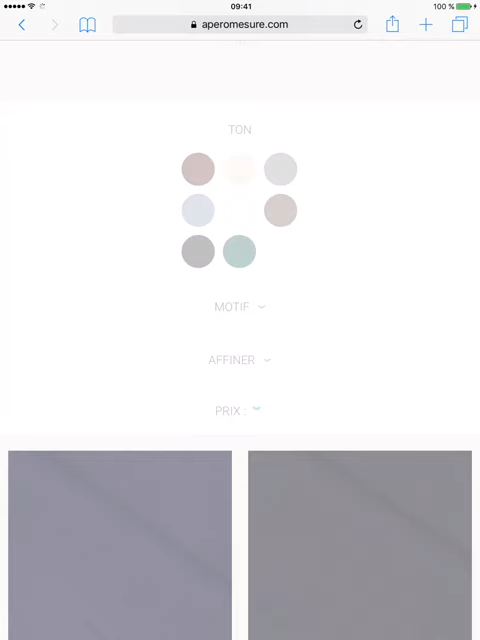 09:41
100 %
aperomesure.com
TON
MOTIF
AFFINER
PRIX :